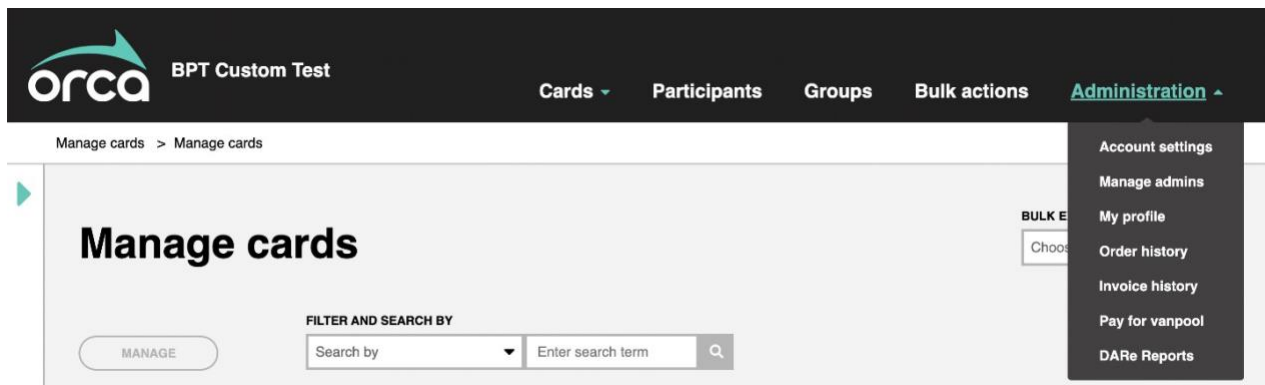 orca
BPT Custom Test
Cards
Participants
Groups
Bulk actions
Administration
Manage cards > Manage cards
Account settings
Manage admins
My profile
Order history
Invoice history
Pay for vanpool
DARe Reports
Manage cards
BULK
FILTER AND SEARCH BY
MANAGE
Search by
Enter search term